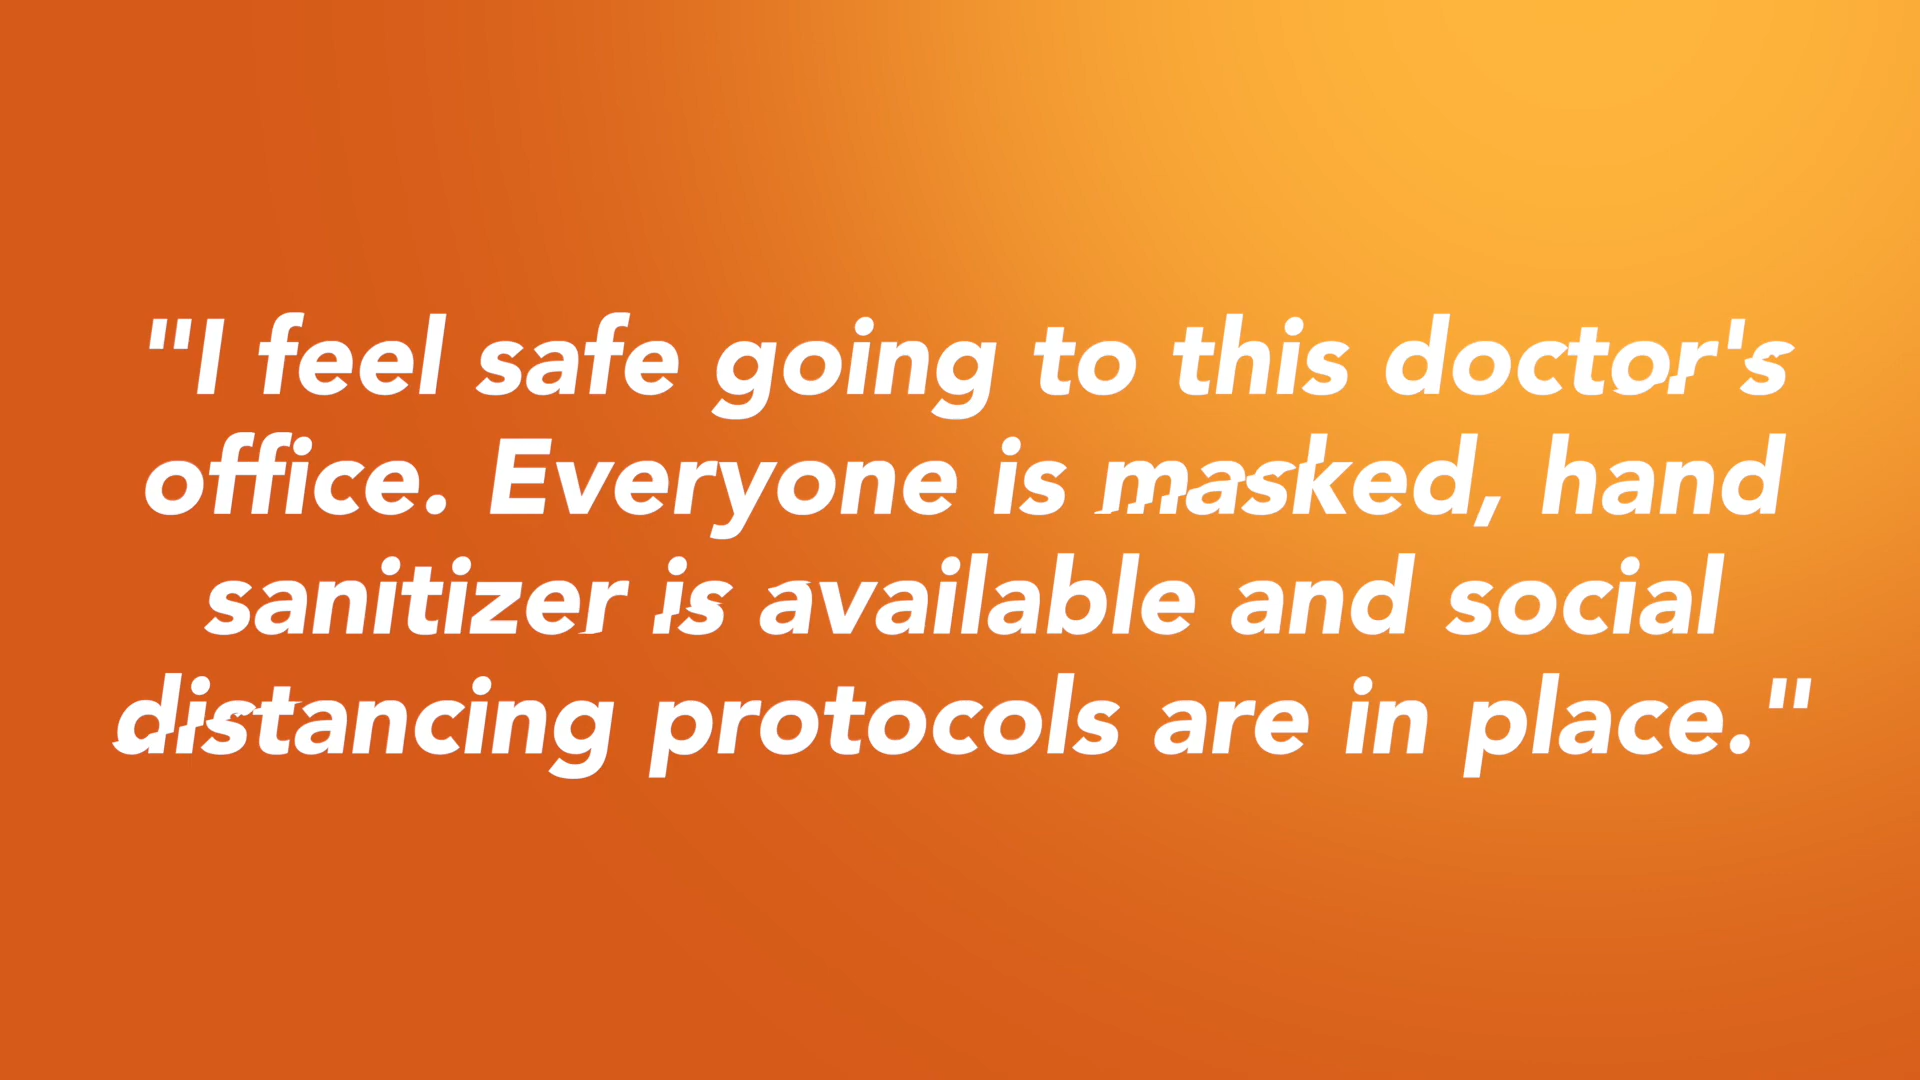 "I feel safe going to this doctor's
office. Everyone is masked, hand
sanitizer is available and social
distancing protocols are in place."